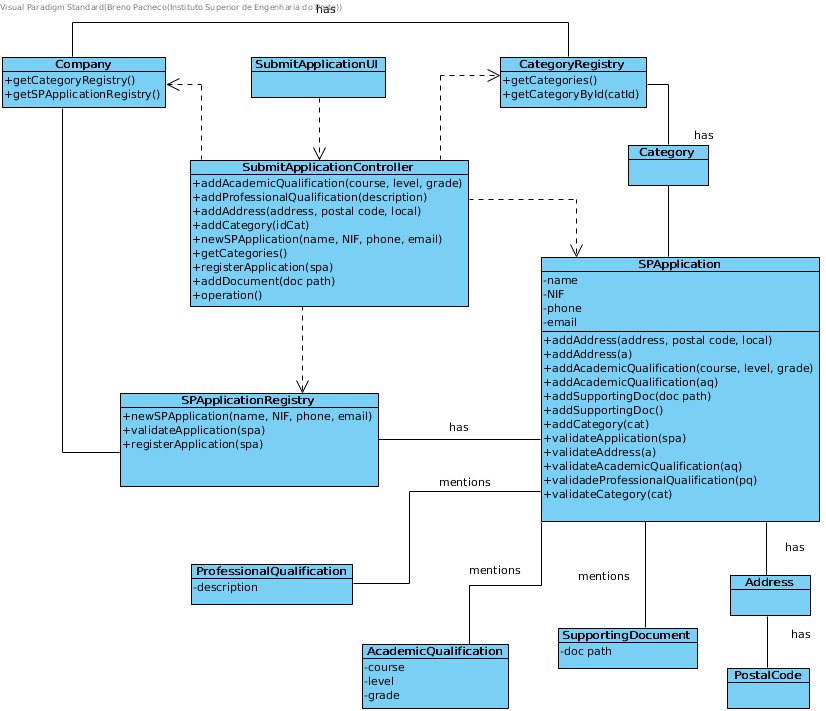 Visual Paradigm Standard(Breno Pacheco(Instituto Superior de Engenharia do
has
Company
+getCategoryRegistry()
+getSPApplicationRegistry()
SubmitApplicationUI
CategoryRegistry
+getCategories()
+getCategoryById(catId)
has
Category
SubmitApplicationController
+addAcademicQualification(course, level, grade)
+addProfessionalQualification(description)
+addAddress(address, postal code, local)
+addCategory(idCat)
+newSPApplication(name, NIF, phone, email)
+getCategories()
+registerApplication(spa)
+addDocument(doc path)
+operation()
SPApplication
-name
-NIF
-phone
-email
+addAddress(address, postal code, local)
+addAddress(a)
+addAcademicQualification(course, level, grade)
+addAcademicQualification(aq)
+addSupportingDoc(doc path)
+addSupportingDoc()
+addCategory(cat)
+validateApplication(spa)
+validateAddress(a)
+validateAcademicQualification(aq)
+validadeProfessionalQualification(pq)
+validateCategory(cat)
SPApplicationRegistry
+newSPApplication(name, NIF, phone, email)
+validateApplication(spa)
+registerApplication(spa)
has
mentions
ProfessionalQualification
-description
mentions
AcademicQualification
-course
-level
-grade
mentions
SupportingDocument
-doc path
has
Address
has
PostalCode